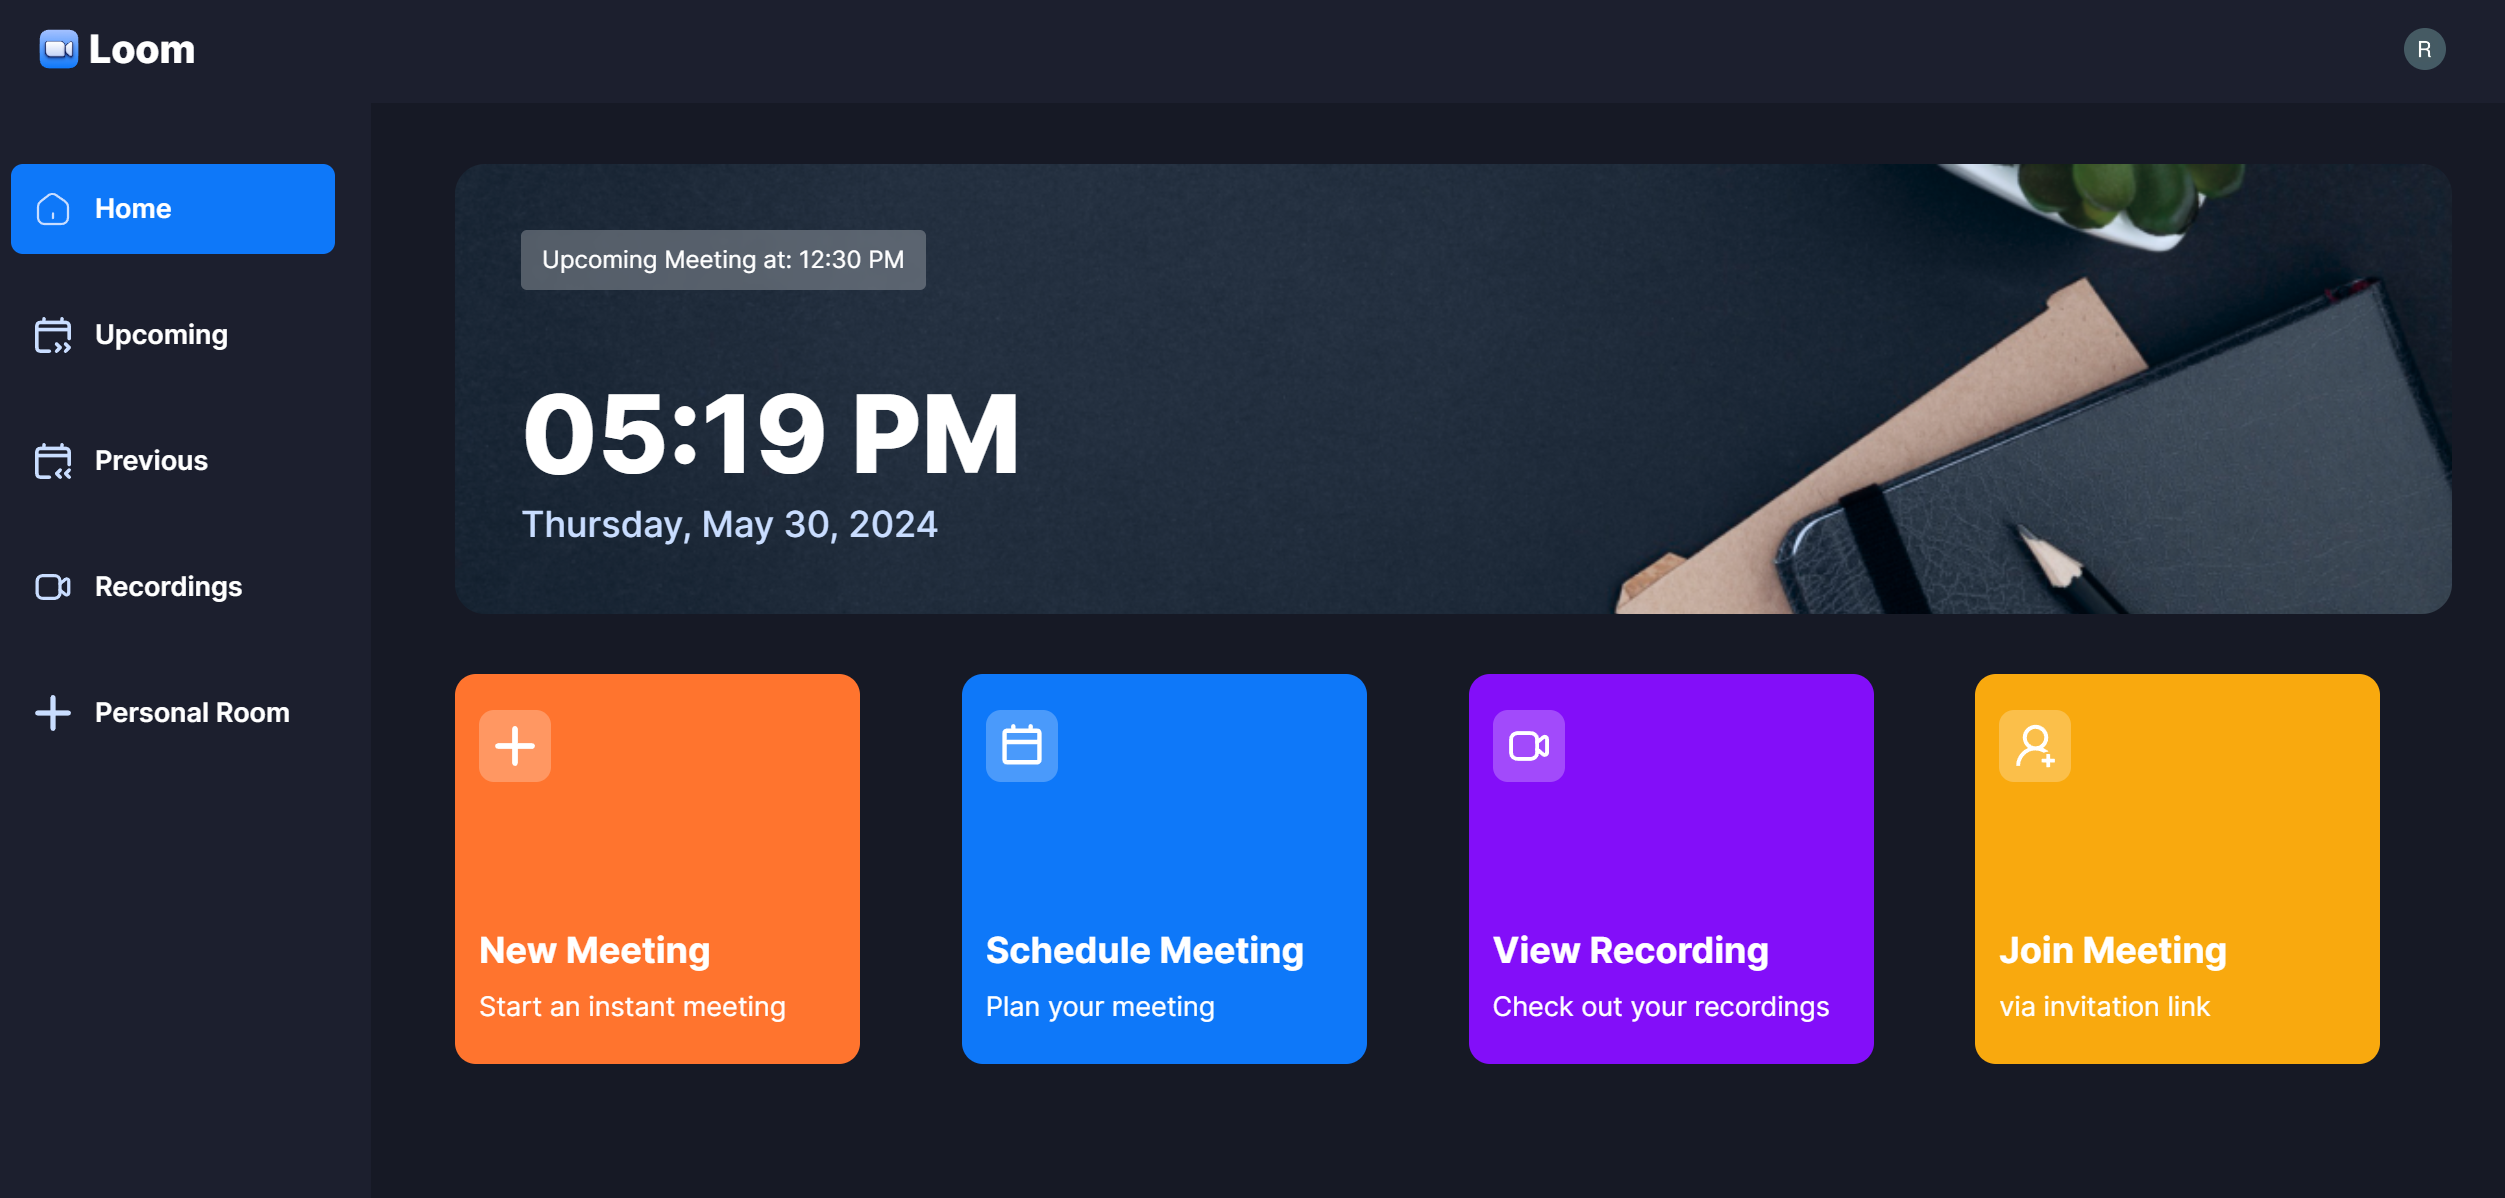 Loom
R
Home
Upcoming
Previous
Recordings
Personal Room
Upcoming Meeting at: 12:30 PM
05:19 PM
Thursday, May 30, 2024
New Meeting
Start an instant meeting
Schedule Meeting
Plan your meeting
View Recording
Check out your recordings
Join Meeting
via invitation link